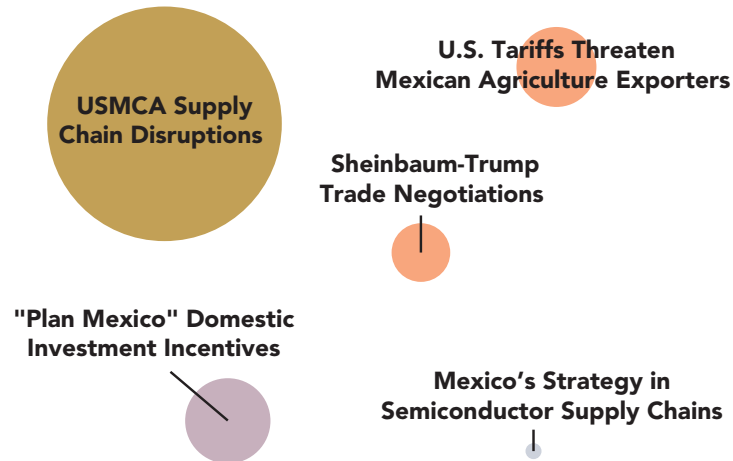 USMCA Supply
Chain Disruptions
U.S. Tariffs Threaten
Mexican Agriculture Exporters
Sheinbaum-Trump
Trade Negotiations
"Plan Mexico" Domestic
Investment Incentives
Mexico’s Strategy in
Semiconductor Supply Chains